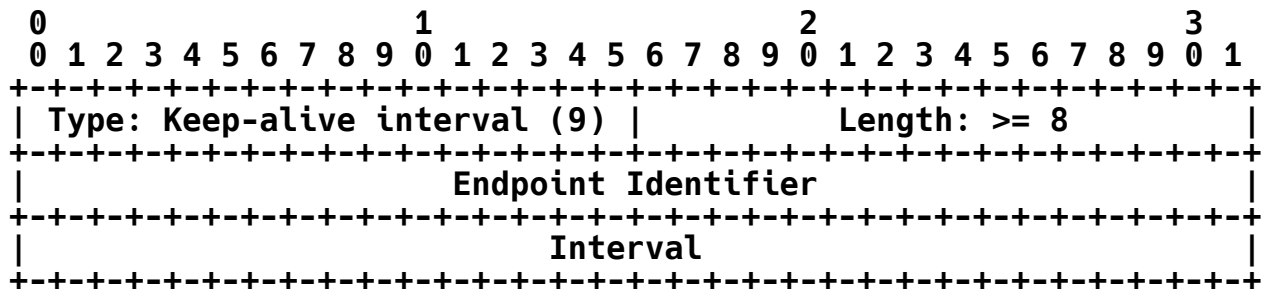 0                   1                   2                   3
 0 1 2 3 4 5 6 7 8 9 0 1 2 3 4 5 6 7 8 9 0 1 2 3 4 5 6 7 8 9 0 1
+-+-+-+-+-+-+-+-+-+-+-+-+-+-+-+-+-+-+-+-+-+-+-+-+-+-+-+-+-+-+-+-+
| Type: Keep-alive interval (9) |          Length: >= 8         |
+-+-+-+-+-+-+-+-+-+-+-+-+-+-+-+-+-+-+-+-+-+-+-+-+-+-+-+-+-+-+-+-+
|                      Endpoint Identifier                      |
+-+-+-+-+-+-+-+-+-+-+-+-+-+-+-+-+-+-+-+-+-+-+-+-+-+-+-+-+-+-+-+-+
|                           Interval                            |
+-+-+-+-+-+-+-+-+-+-+-+-+-+-+-+-+-+-+-+-+-+-+-+-+-+-+-+-+-+-+-+-+